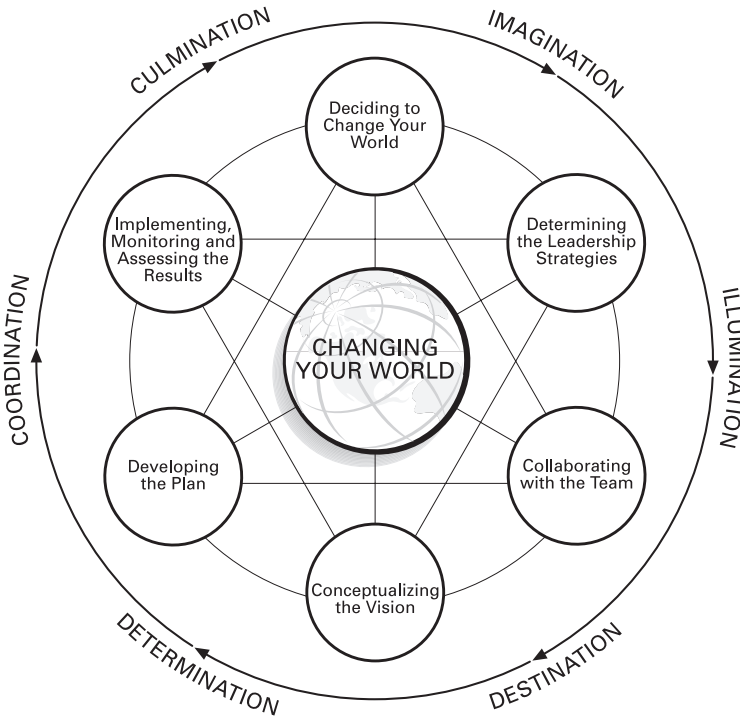 CULMINATION
IMAGINATION
Deciding to
Change Your
World
Implementing,
Monitoring and
Assessing the
Results
Determining
the Leadership
Strategies
COORDINATION
ILLUMINATION
CHANGING
YOUR WORLD
Developing
the Plan
Collaborating
with the Team
Conceptualizing
the Vision
DETERMINATION
DESTINATION